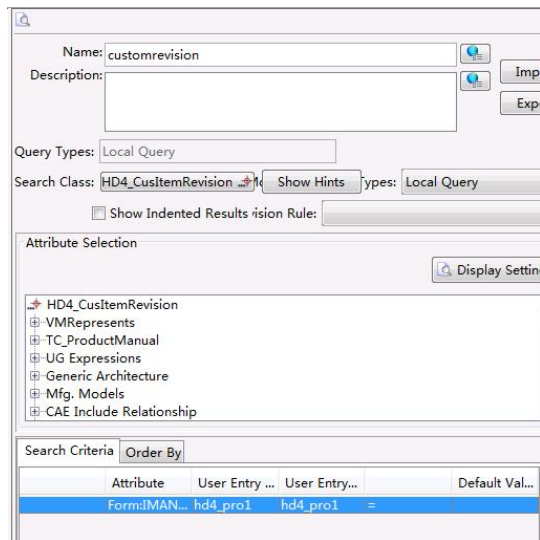 Name: customrevision
Description:
Imp
Exp
Query Types: Local Query
Search Class: HD4_CusItemRevision ... Show Hints Types: Local Query
Show Indented Results ision Rule:
Attribute Selection
Display Settin
HD4_CusItemRevision
VMRepresents
TC_ProductManual
UG Expressions
Generic Architecture
Mfg. Models
CAE Include Relationship
Search Criteria Order By
Attribute User Entry ... User Entry... Default Val...
Form:IMAN... hd4_pro1 hd4_pro1 =